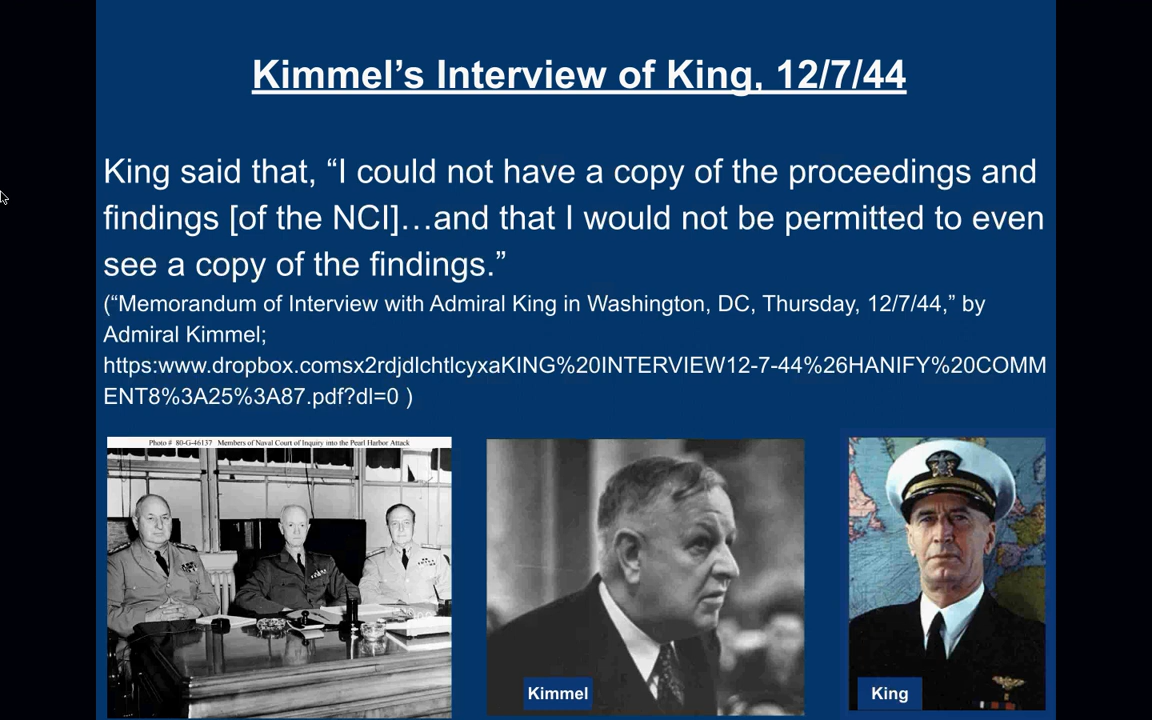 Kimmel’s Interview of King, 12/7/44
King said that, “I could not have a copy of the proceedings and
findings [of the NCI]…and that I would not be permitted to even
see a copy of the findings.”
(“Memorandum of Interview with Admiral King in Washington, DC, Thursday, 12/7/44,” by
Admiral Kimmel;
https:www.dropbox.comsx2rdjdlchtlcyxaKING%20INTERVIEW12-7-44%26HANIFY%20COMM
ENT8%3A25%3A87.pdf?dl=0 )
Photo # 80-G-46137 Members of Naval Court of Inquiry into the Pearl Harbor Attack
Kimmel
King